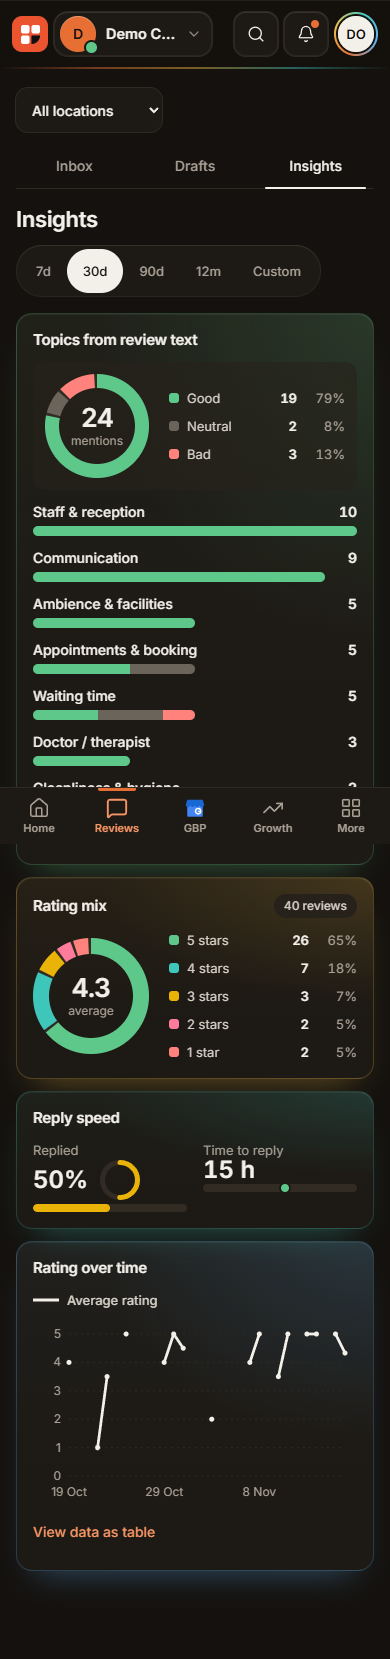 D Demo C... DO
All locations
Inbox Drafts Insights
Insights
7d 30d 90d 12m Custom
Topics from review text
24
mentions
Good 19 79%
Neutral 2 8%
Bad 3 13%
Staff & reception 10
Communication 9
Ambience & facilities 5
Appointments & booking 5
Waiting time 5
Doctor / therapist 3
Home Reviews GBP Growth More
Rating mix 40 reviews
4.3
average
5 stars 26 65%
4 stars 7 18%
3 stars 3 7%
2 stars 2 5%
1 star 2 5%
Reply speed
Replied Time to reply
50% 15 h
Rating over time
Average rating
5
4
3
2
1
0
19 Oct 29 Oct 8 Nov
View data as table